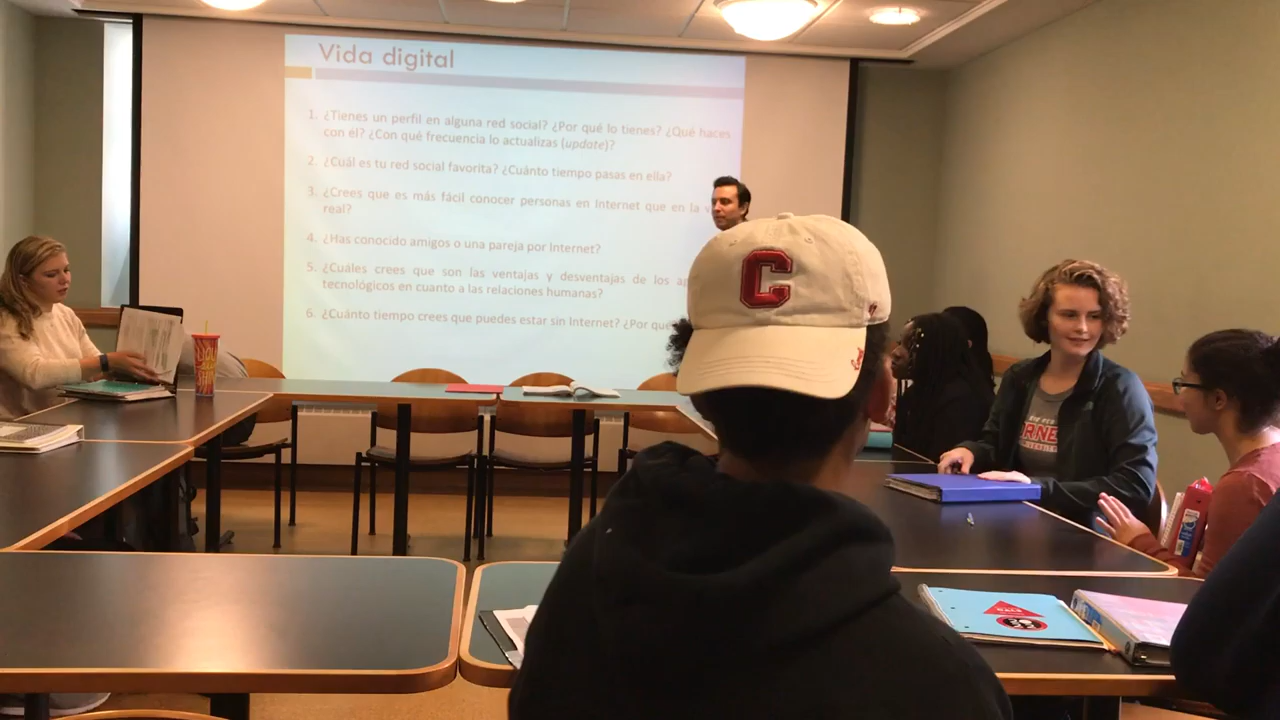 Vida digital
1. ¿Tienes un perfil en alguna red social? ¿Por qué lo tienes? ¿Qué haces
con él? ¿Con qué frecuencia lo actualizas (update)?
2. ¿Cuál es tu red social favorita? ¿Cuánto tiempo pasas en ella?
3. ¿Crees que es más fácil conocer personas en Internet que en la
real?
4. ¿Has conocido amigos o una pareja por Internet?
5. ¿Cuáles crees que son las ventajas y desventajas de los
tecnológicos en cuanto a las relaciones humanas?
6. ¿Cuánto tiempo crees que puedes estar sin Internet? ¿Por qué
C